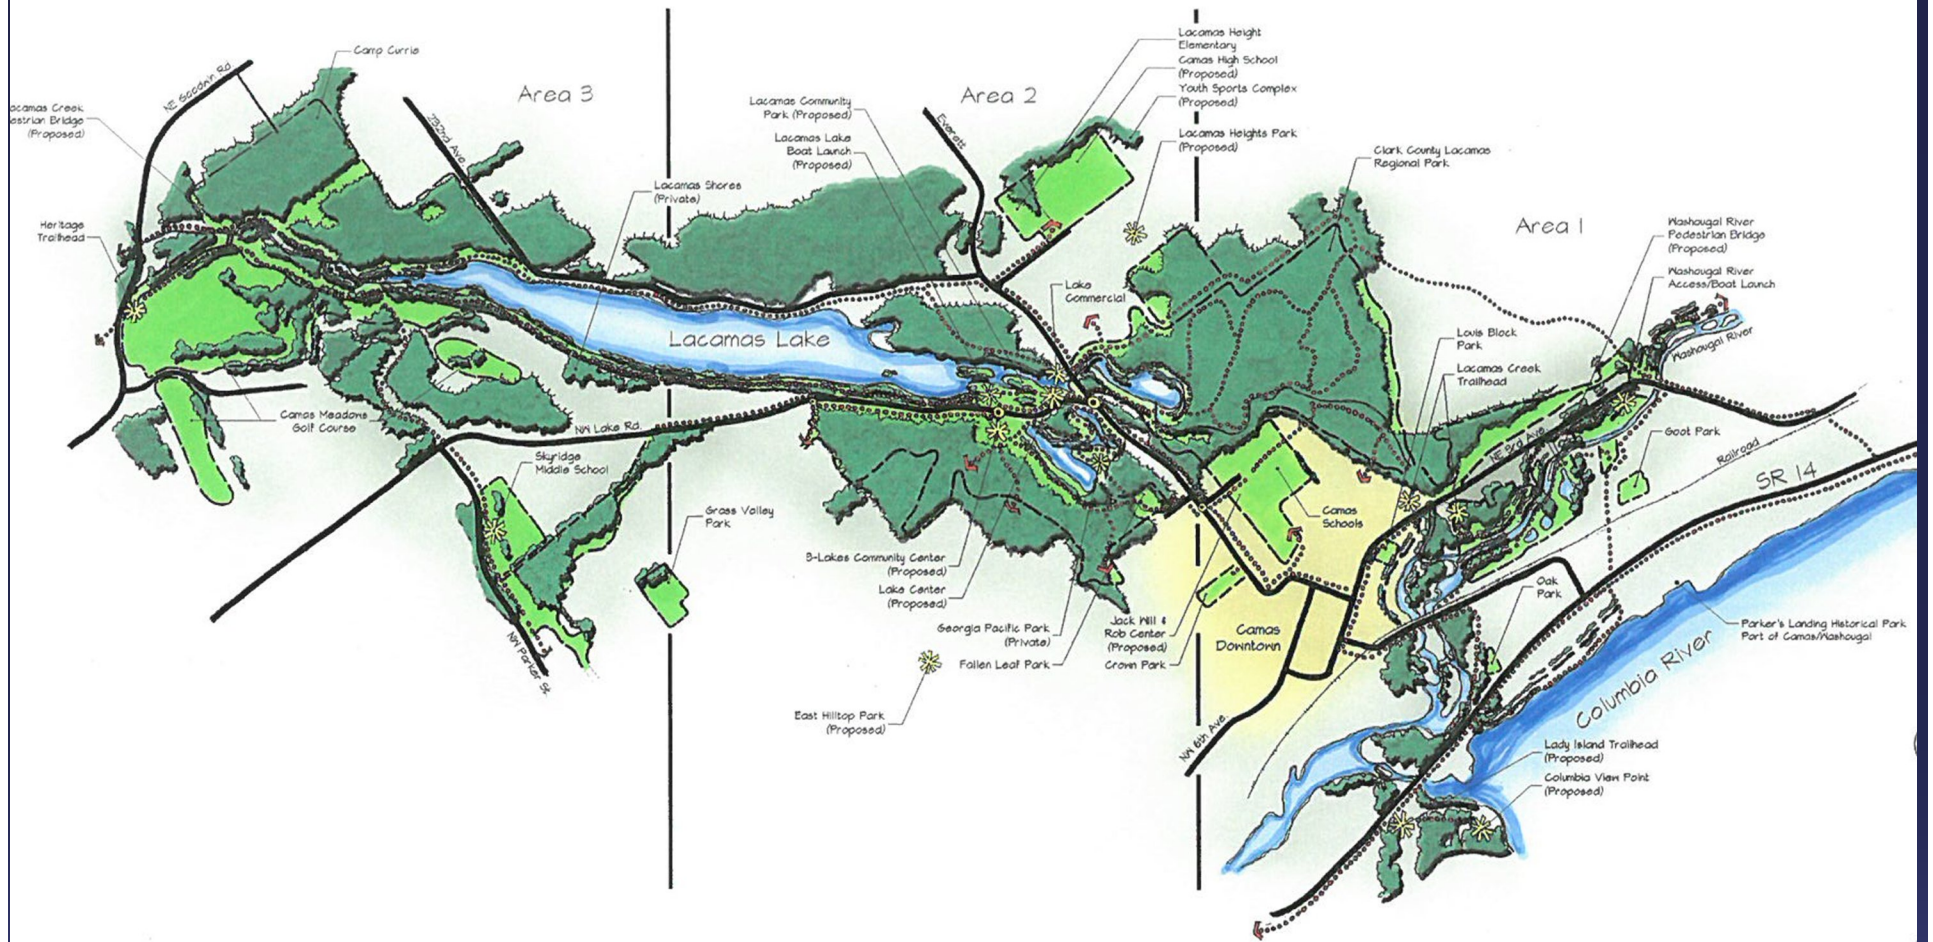 Camp Currie
NE Goodwin Rd
acamas Creek
estrian Bridge
(Proposed)
Heritage
Trailhead
232nd Ave.
Area 3
Lacamas Shores
(Private)
Camas Meadows
Golf Course
NW Lake Rd.
Skyridge
Middle School
NW Parker St.
Grass Valley
Park
Lacamas Lake
Area 2
Lacamas Community
Park (Proposed)
Lacamas Lake
Boat Launch
(Proposed)
Everett
Lacamas Height
Elementary
Camas High School
(Proposed)
Youth Sports Complex
(Proposed)
Lacamas Heights Park
(Proposed)
Lake
Commercial
3-Lakes Community Center
(Proposed)
Lake Center
(Proposed)
Georgia Pacific Park
(Private)
Fallen Leaf Park
East Hilltop Park
(Proposed)
Jack Will &
Rob Center
(Proposed)
Crown Park
Clark County Lacamas
Regional Park
Area 1
Washougal River
Pedestrian Bridge
(Proposed)
Washougal River
Access/Boat Launch
Washougal River
Louis Block
Park
Lacamas Creek
Trailhead
NE 3rd Ave.
Goot Park
Railroad
SR 14
Camas
Schools
Camas
Downtown
NW 6th Ave.
Oak
Park
Parker's Landing Historical Park
Port of Camas/Washougal
Columbia River
Lady Island Trailhead
(Proposed)
Columbia View Point
(Proposed)